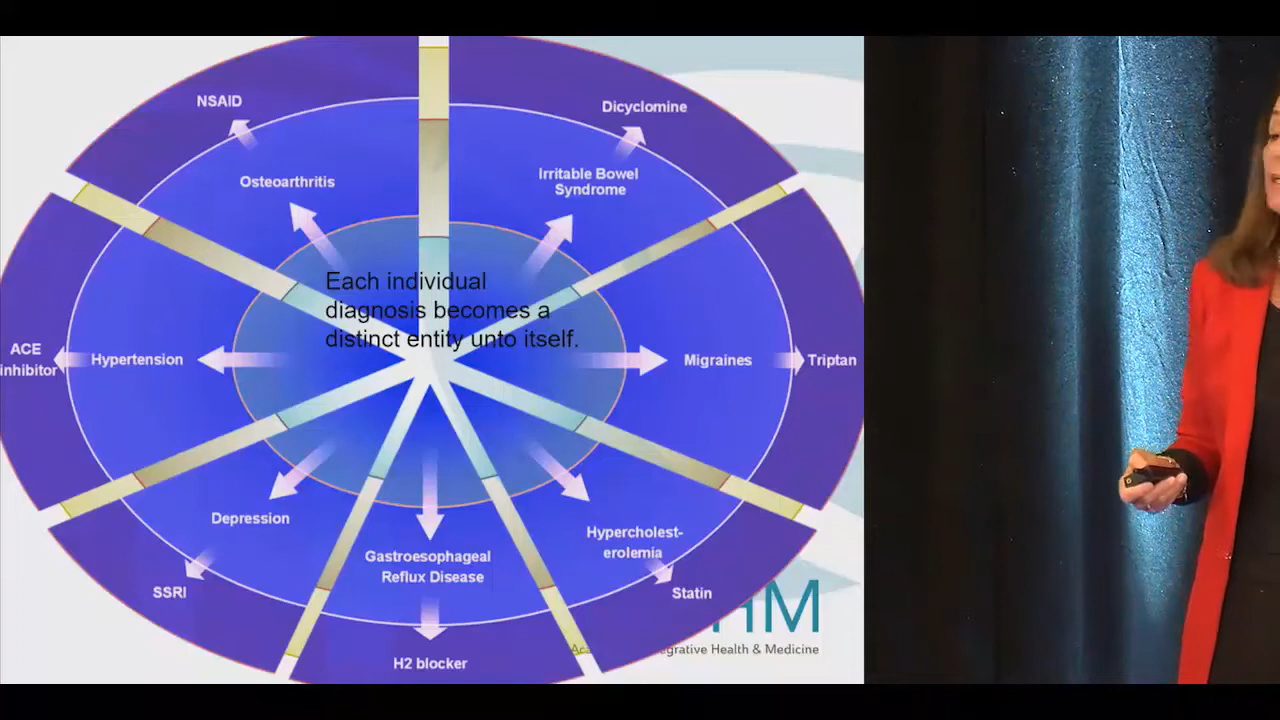 NSAID
Dicyclomine
Osteoarthritis
Irritable Bowel
Syndrome
Each individual
diagnosis becomes a
distinct entity unto itself.
ACE
inhibitor
Hypertension
Migraines
Triptan
Depression
SSRI
Gastroesophageal
Reflux Disease
H2 blocker
Hypercholest-
erolemia
Statin
HM
Health & Medicine